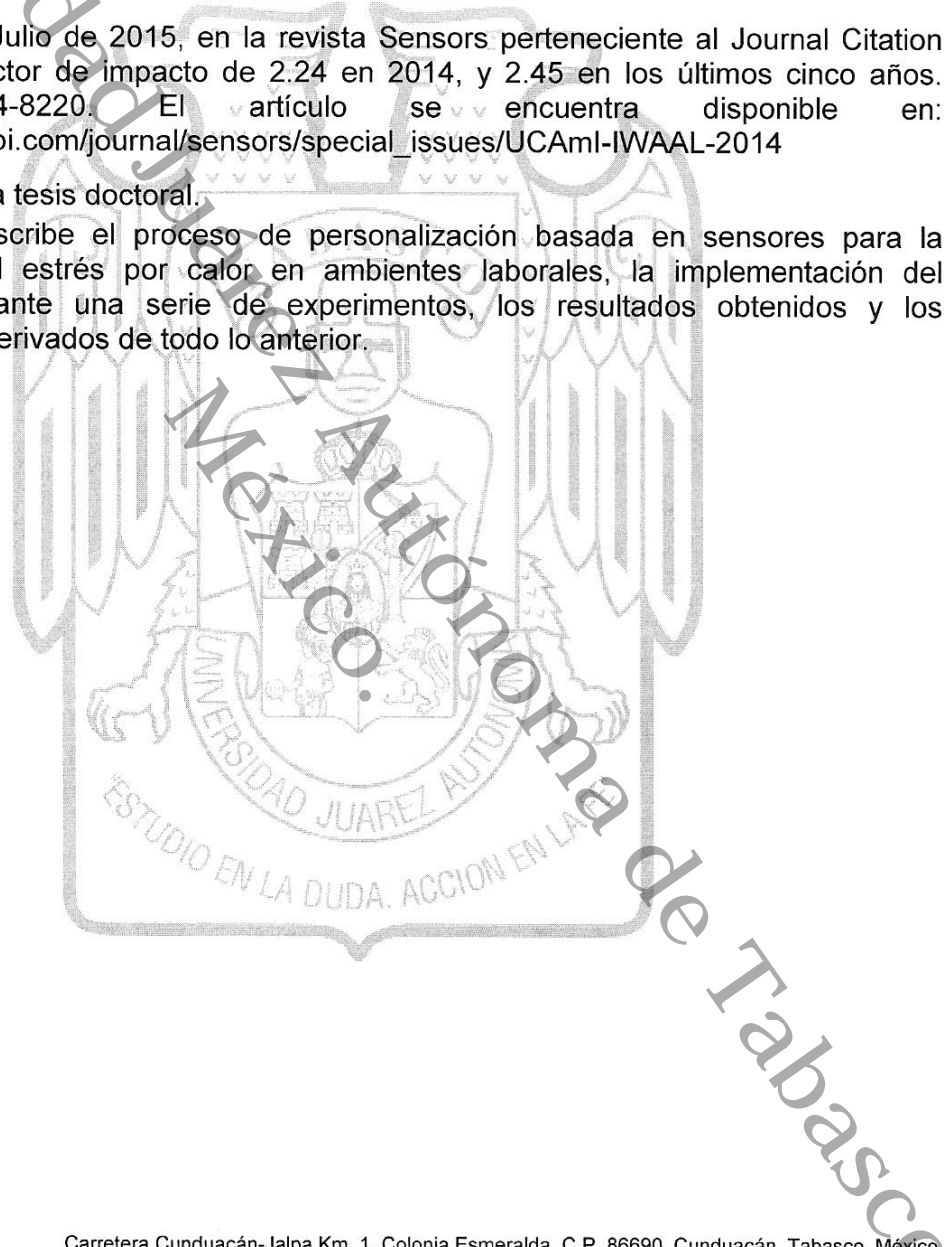 Julio de 2015, en la revista Sensors perteneciente al Journal Citation
ctor de impacto de 2.24 en 2014, y 2.45 en los últimos cinco años.
4-8220. El artículo se encuentra disponible en:
pi.com/journal/sensors/special_issues/UCAmI-IWAAL-2014
a tesis doctoral.
scribe el proceso de personalización basada en sensores para la
l estrés por calor en ambientes laborales, la implementación del
ante una serie de experimentos, los resultados obtenidos y los
erivados de todo lo anterior.
dad Juárez Autónoma de Tabasco
México.
UNIVERSIDAD JUAREZ AUTONOMA
"ESTUDIO EN LA DUDA. ACCION EN LA FE"
Carretera Cunduacán-Jalpa Km. 1, Colonia Esmeralda, C.P. 86690, Cunduacán, Tabasco, México.